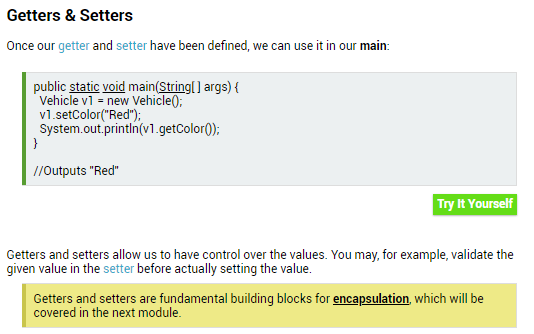 Getters & Setters
Once our getter and setter have been defined, we can use it in our main:
public static void main(String[ ] args) {
Vehicle v1 = new Vehicle();
v1.setColor("Red");
System.out.println(v1.getColor());
}
//Outputs "Red"
Try It Yourself
Getters and setters allow us to have control over the values. You may, for example, validate the
given value in the setter before actually setting the value.
Getters and setters are fundamental building blocks for encapsulation, which will be
covered in the next module.